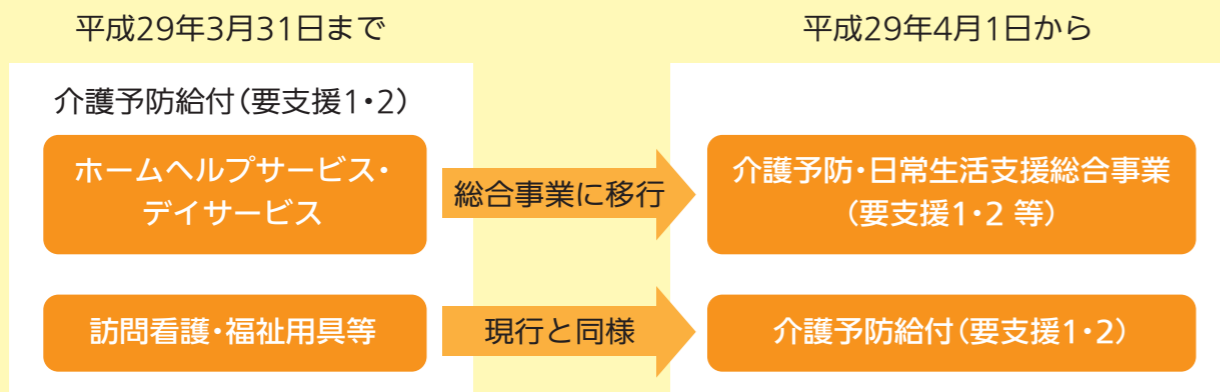 平成29年3月31日まで
平成29年4月1日から
介護予防給付（要支援1・2）
ホームヘルプサービス・
デイサービス
総合事業に移行
介護予防・日常生活支援総合事業
（要支援1・2 等）
訪問看護・福祉用具等
現行と同様
介護予防給付（要支援1・2）